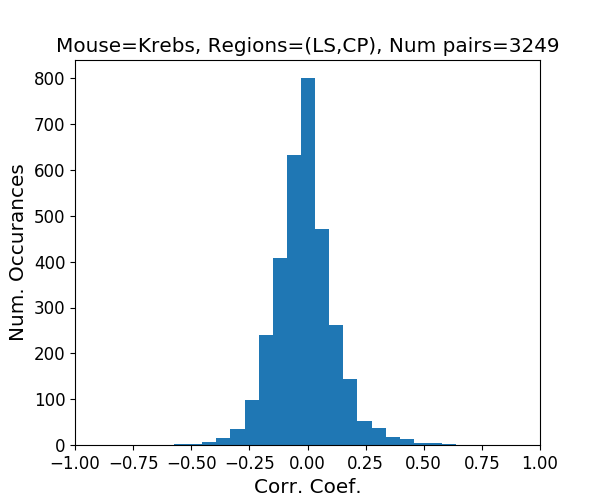 Mouse=Krebs, Regions=(LS,CP), Num pairs=3249
800
700
600
500
400
300
200
100
0
Num. Occurances
−1.00 −0.75 −0.50 −0.25 0.00 0.25 0.50 0.75 1.00
Corr. Coef.